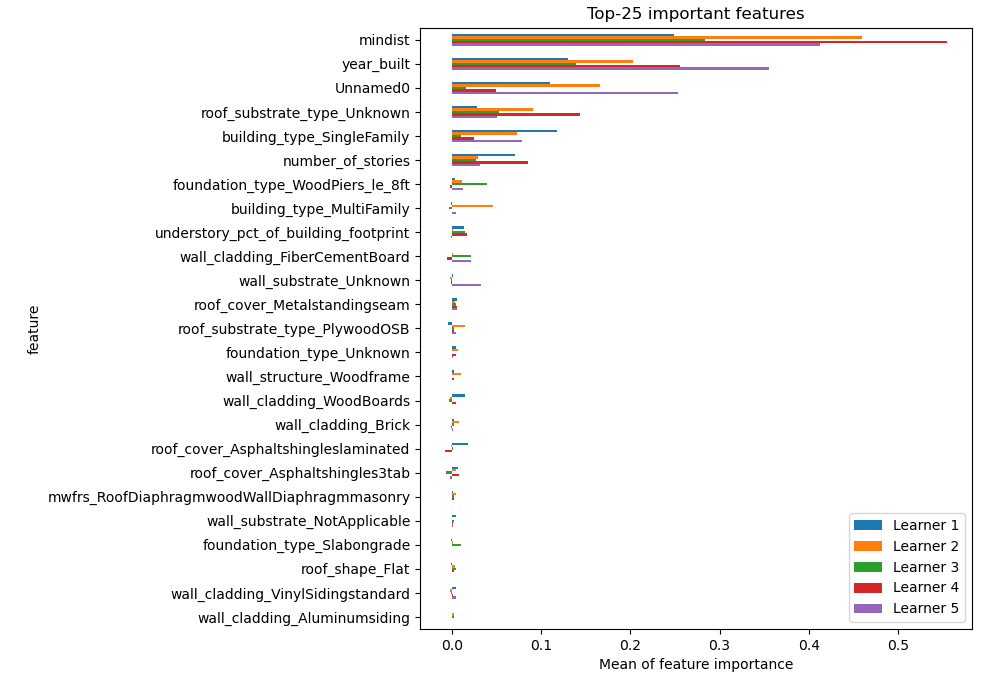 Top-25 important features
feature
mindist
year_built
Unnamed0
roof_substrate_type_Unknown
building_type_SingleFamily
number_of_stories
foundation_type_WoodPiers_le_8ft
building_type_MultiFamily
understory_pct_of_building_footprint
wall_cladding_FiberCementBoard
wall_substrate_Unknown
roof_cover_Metalstandingseam
roof_substrate_type_PlywoodOSB
foundation_type_Unknown
wall_structure_Woodframe
wall_cladding_WoodBoards
wall_cladding_Brick
roof_cover_Asphaltshingleslaminated
roof_cover_Asphaltshingles3tab
mwfrs_RoofDiaphragmwoodWallDiaphragmmasonry
wall_substrate_NotApplicable
foundation_type_Slabongrade
roof_shape_Flat
wall_cladding_VinylSidingstandard
wall_cladding_Aluminumsiding
Learner 1
Learner 2
Learner 3
Learner 4
Learner 5
0.0 0.1 0.2 0.3 0.4 0.5
Mean of feature importance